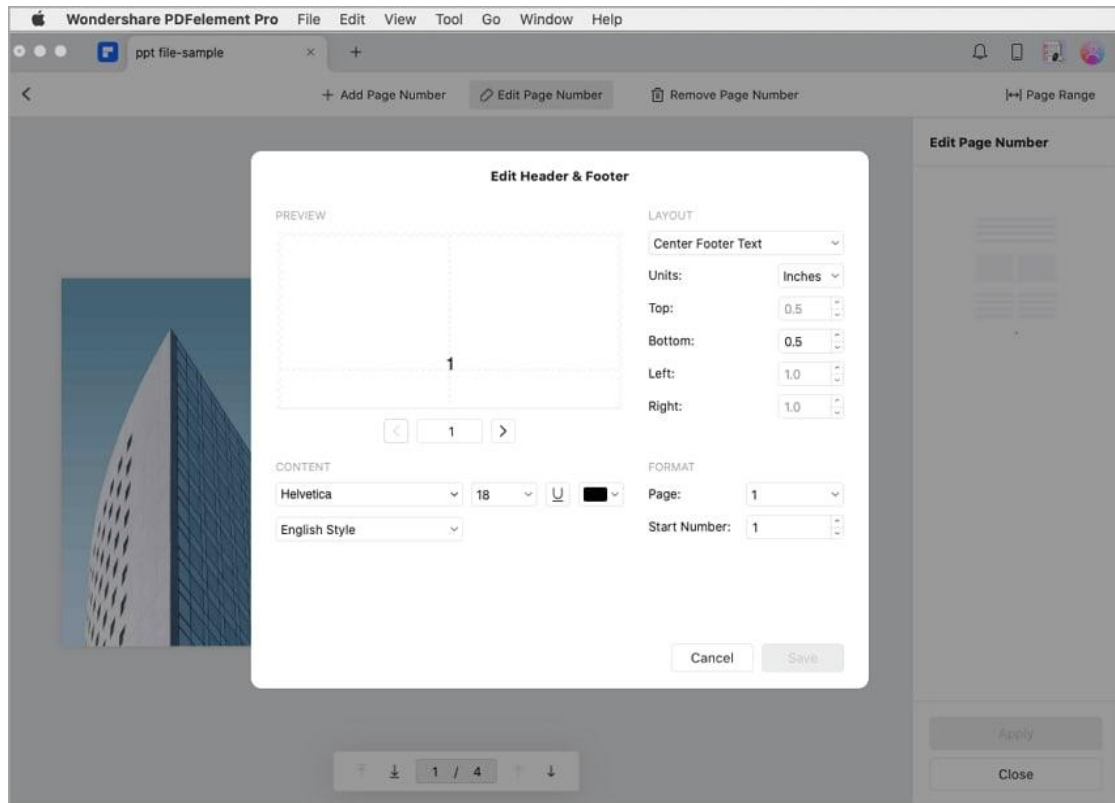 Wondershare PDFelement Pro File Edit View Tool Go Window Help
ppt file-sample × +
+ Add Page Number Edit Page Number Remove Page Number Page Range
Edit Page Number
Edit Header & Footer
PREVIEW
1
1
LAYOUT
Center Footer Text
Units: Inches
Top: 0.5
Bottom: 0.5
Left: 1.0
Right: 1.0
CONTENT
Helvetica 18 U
English Style
FORMAT
Page: 1
Start Number: 1
Cancel Save
1 / 4
Apply
Close